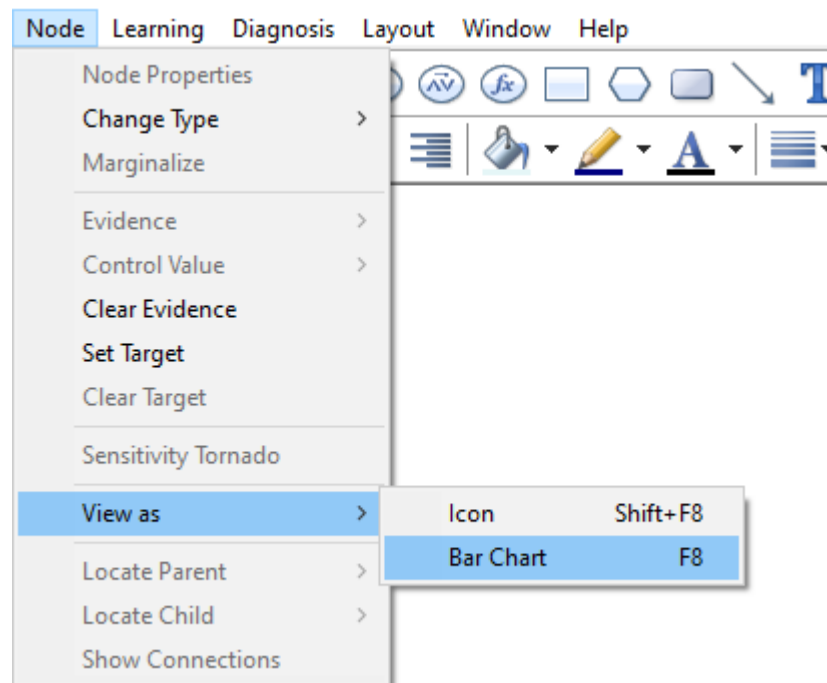 Node Learning Diagnosis Layout Window Help
Node Properties
Change Type
Marginalize
Evidence
Control Value
Clear Evidence
Set Target
Clear Target
Sensitivity Tornado
View as
Icon Shift+F8
Bar Chart F8
Locate Parent
Locate Child
Show Connections